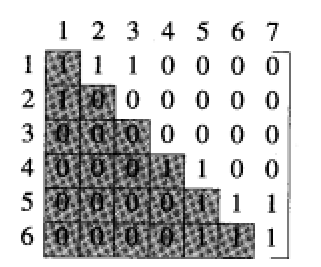 1 2 3 4 5 6 7
1 1 1 1 0 0 0 0
2 1 0 0 0 0 0 0
3 0 0 0 0 0 0 0
4 0 0 0 1 1 0 0
5 0 0 0 0 1 1 1
6 0 0 0 0 1 1 1